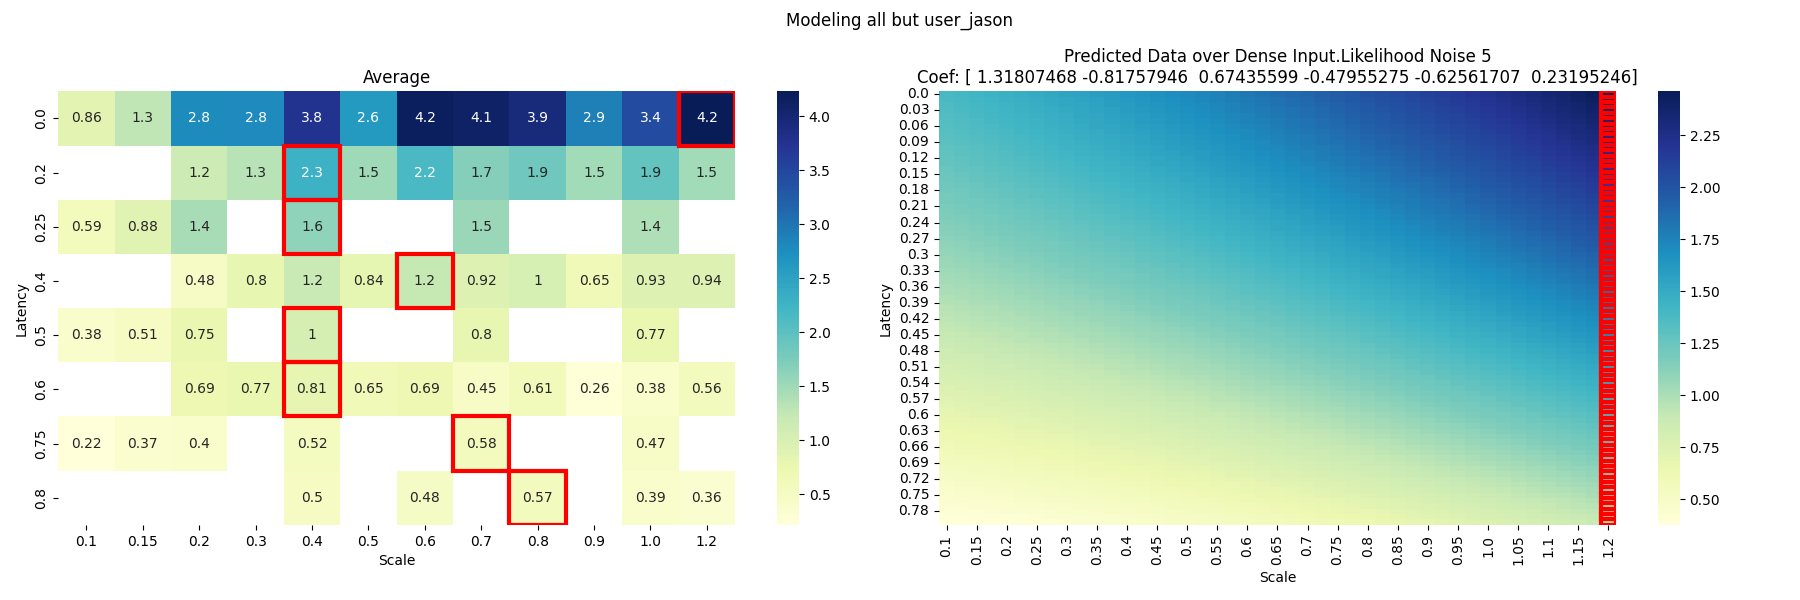 Modeling all but user_jason
Average
Latency
0.0 0.86 1.3 2.8 2.8 3.8 2.6 4.2 4.1 3.9 2.9 3.4 4.2
0.2 1.2 1.3 2.3 1.5 2.2 1.7 1.9 1.5 1.9 1.5
0.25 0.59 0.88 1.4 1.6 1.5 1.4
0.4 0.48 0.8 1.2 0.84 1.2 0.92 1 0.65 0.93 0.94
0.5 0.38 0.51 0.75 1 0.8 0.77
0.6 0.69 0.77 0.81 0.65 0.69 0.45 0.61 0.26 0.38 0.56
0.75 0.22 0.37 0.4 0.52 0.58 0.47
0.8 0.5 0.48 0.57 0.39 0.36
0.1 0.15 0.2 0.3 0.4 0.5 0.6 0.7 0.8 0.9 1.0 1.2
Scale
4.0
3.5
3.0
2.5
2.0
1.5
1.0
0.5
Predicted Data over Dense Input.Likelihood Noise 5
Coef: [ 1.31807468 -0.81757946  0.67435599 -0.47955275 -0.62561707  0.23195246]
Latency
0.0
0.03
0.06
0.09
0.12
0.15
0.18
0.21
0.24
0.27
0.3
0.33
0.36
0.39
0.42
0.45
0.48
0.51
0.54
0.57
0.6
0.63
0.66
0.69
0.72
0.75
0.78
0.1 0.15 0.2 0.25 0.3 0.35 0.4 0.45 0.5 0.55 0.6 0.65 0.7 0.75 0.8 0.85 0.9 0.95 1.0 1.05 1.1 1.15 1.2
Scale
2.25
2.00
1.75
1.50
1.25
1.00
0.75
0.50